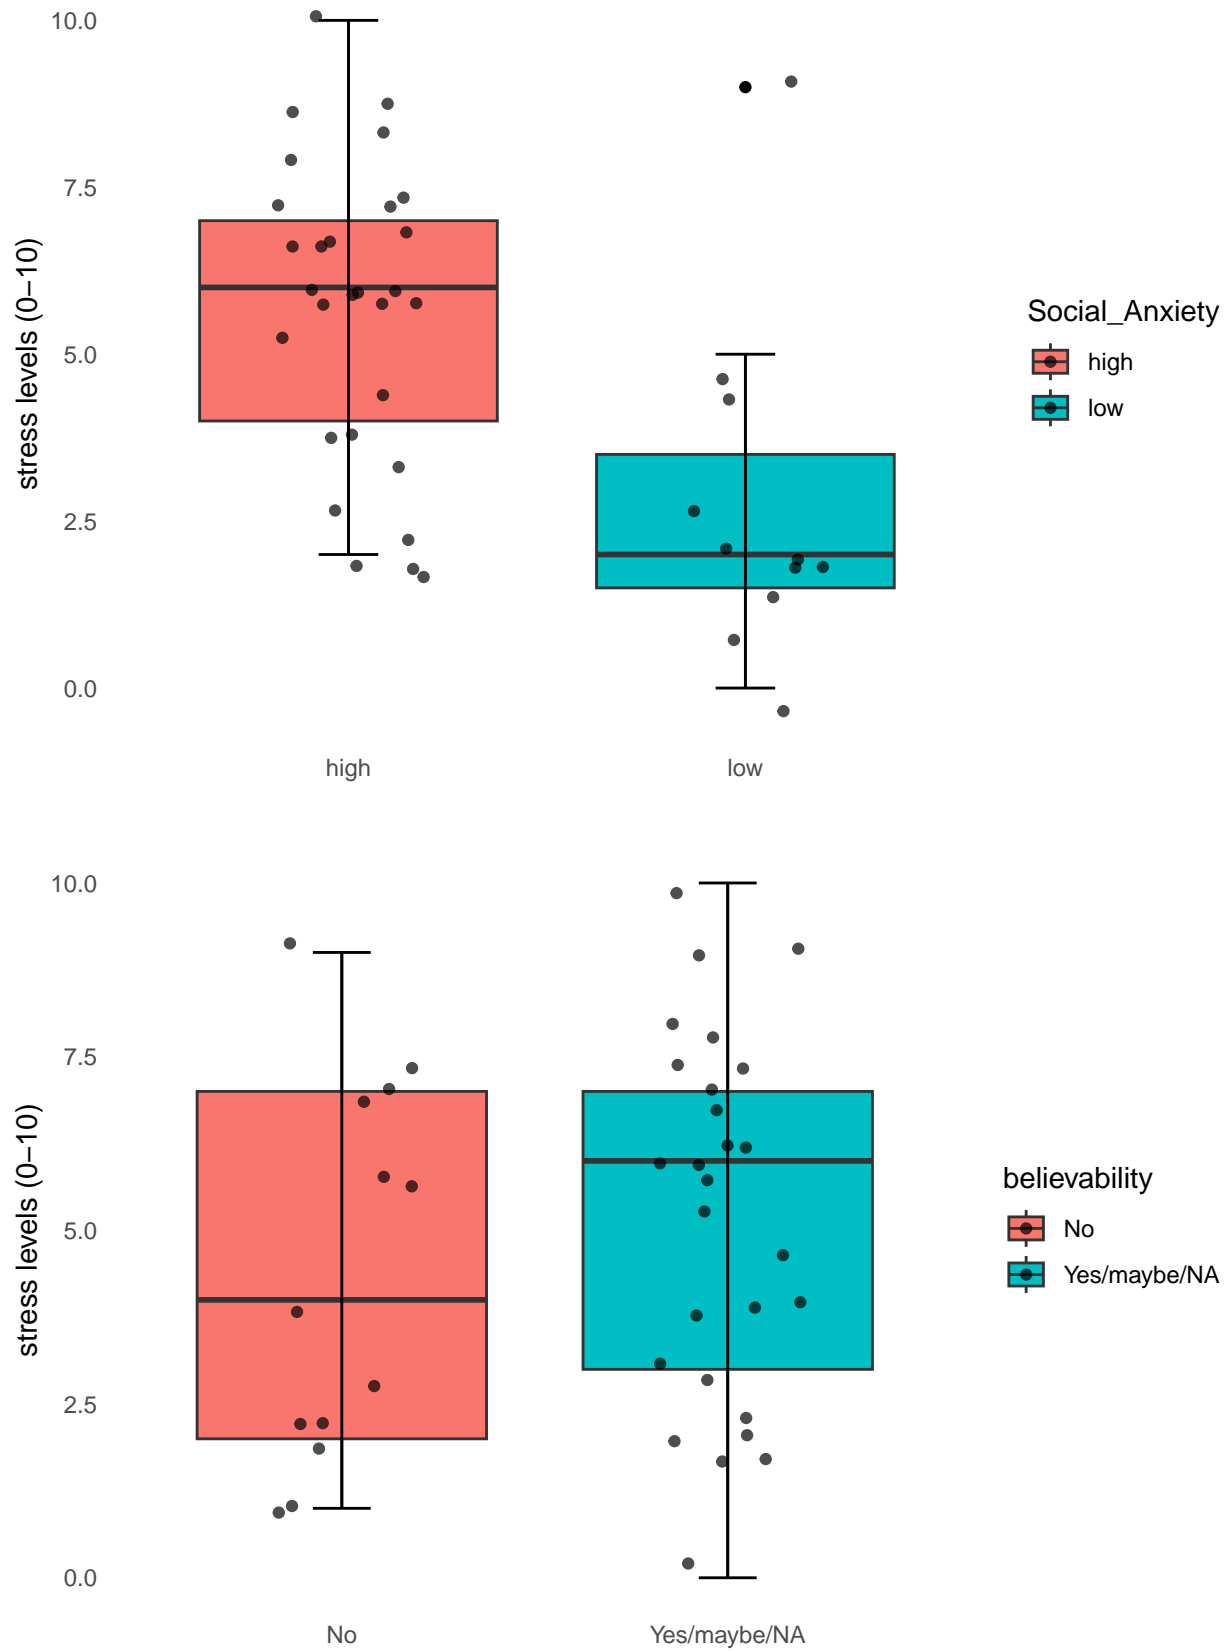 10.0
7.5
5.0
2.5
0.0
stress levels (0−10)
high
low
Social_Anxiety
high
low
10.0
7.5
5.0
2.5
0.0
stress levels (0−10)
No
Yes/maybe/NA
believability
No
Yes/maybe/NA